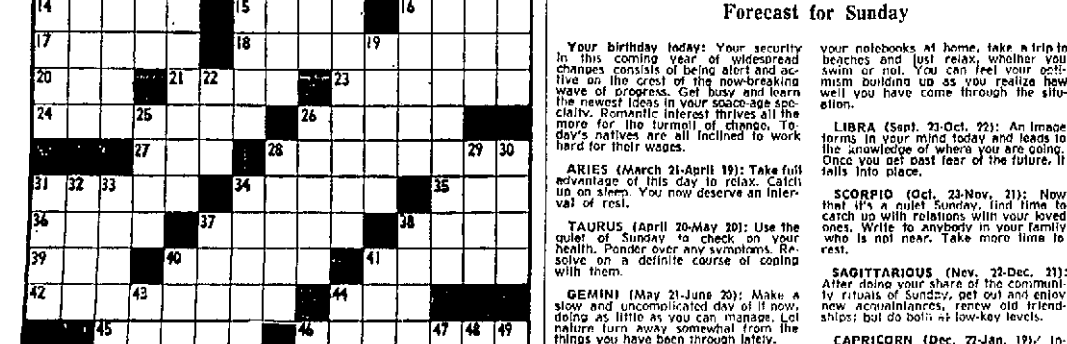 14 15 16
17 18 19
20 21 22 23
24 25 26
27 28 29 30
31 32 33 34 35
36 37 38
39 40 41
42 43 44
45 46 47 48 49
Forecast for Sunday
Your birthday today: Your security
in this coming year of widespread
changes consists of being alert and ac-
tive on the crest of the now-breaking
wave of progress. Get busy and learn
the newest ideas in your space-age spe-
cialty. Romantic interest thrives all the
more for the turmoil of change. To-
day's natives are all inclined to work
hard for their wages.
ARIES (March 21-April 19): Take full
advantage of this day to relax. Catch
up on sleep. You now deserve an inter-
val of rest.
TAURUS (April 20-May 20): Use the
quiet of Sunday to check on your
health. Ponder over any symptoms. Re-
solve on a definite course of coping
with them.
GEMINI (May 21-June 20): Make a
slow and uncomplicated day of it now,
doing as little as you can manage. Let
nature turn away somewhat from the
things you have been through lately.
your notebooks at home, take a trip to
beaches and just relax, whether you
swim or not. You can feel your opti-
mism building up as you realize how
well you have come through the situ-
ation.
LIBRA (Sept. 23-Oct. 22): An image
forms in your mind today and leads to
the knowledge of where you are going.
Once you get past fear of the future, it
falls into place.
SCORPIO (Oct. 23-Nov. 21): Now
that it's a quiet Sunday, find time to
catch up with relations with your loved
ones. Write to anybody in your family
who is not near. Take more time to
rest.
SAGITTARIOUS (Nov. 22-Dec. 21):
After doing your share of the communi-
ty rituals of Sunday, get out and enjoy
new acquaintances, renew old friend-
ships; but do both at low-key levels.
CAPRICORN (Dec. 22-Jan. 19): In-